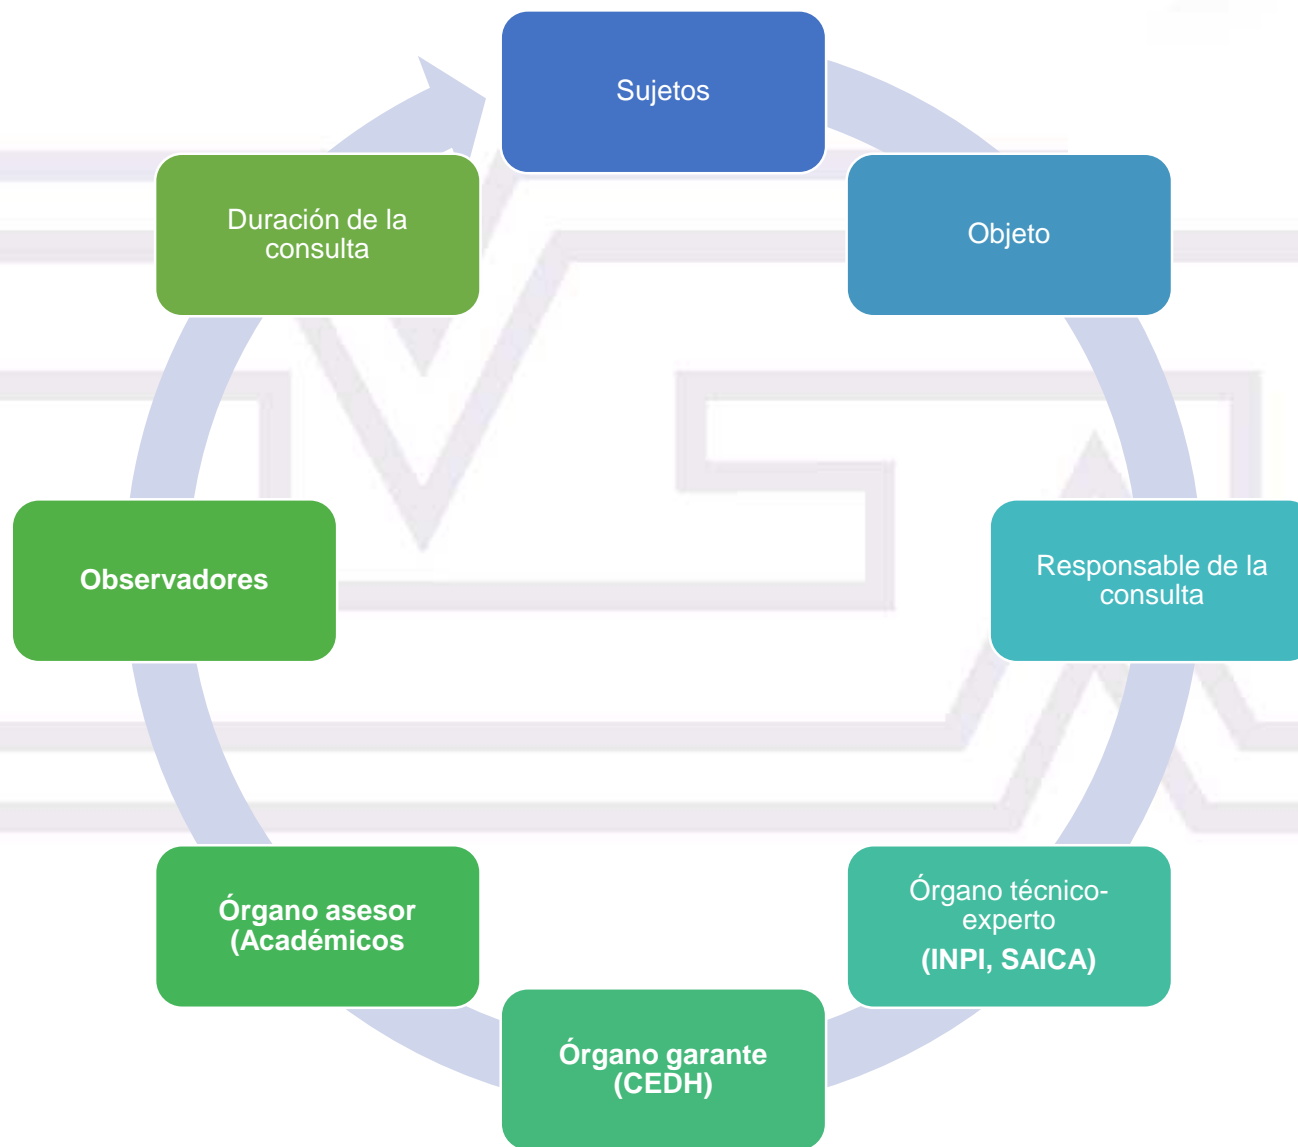 Sujetos
Objeto
Responsable de la
consulta
Órgano técnico-
experto
(INPI, SAICA)
Órgano garante
(CEDH)
Órgano asesor
(Académicos
Observadores
Duración de la
consulta